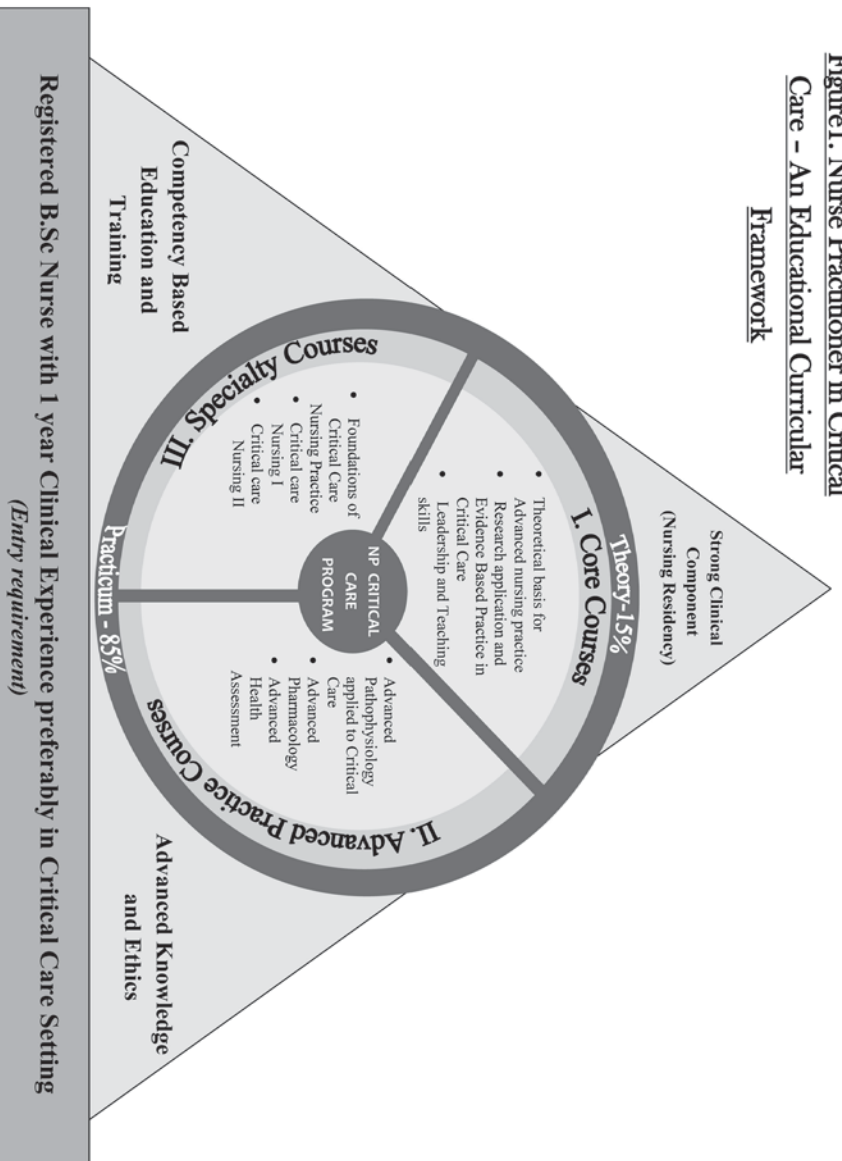 Figure1. Nurse Practitioner in Critical
Care – An Educational Curricular
Framework
Strong Clinical
Component
(Nursing Residency)
Theory-15%
I. Core Courses
• Theoretical basis for
Advanced nursing practice
• Research application and
Evidence Based Practice in
Critical Care
• Leadership and Teaching
skills
NP CRITICAL
CARE
PROGRAM
III. Specialty Courses
• Foundations of
Critical Care
Nursing Practice
• Critical care
Nursing I
• Critical care
Nursing II
II. Advanced Practice Courses
• Advanced
Pathophysiology
applied to Critical
Care
• Advanced
Pharmacology
• Advanced
Health
Assessment
Practicum - 85%
Competency Based
Education and
Training
Advanced Knowledge
and Ethics
Registered B.Sc Nurse with 1 year Clinical Experience preferably in Critical Care Setting
(Entry requirement)